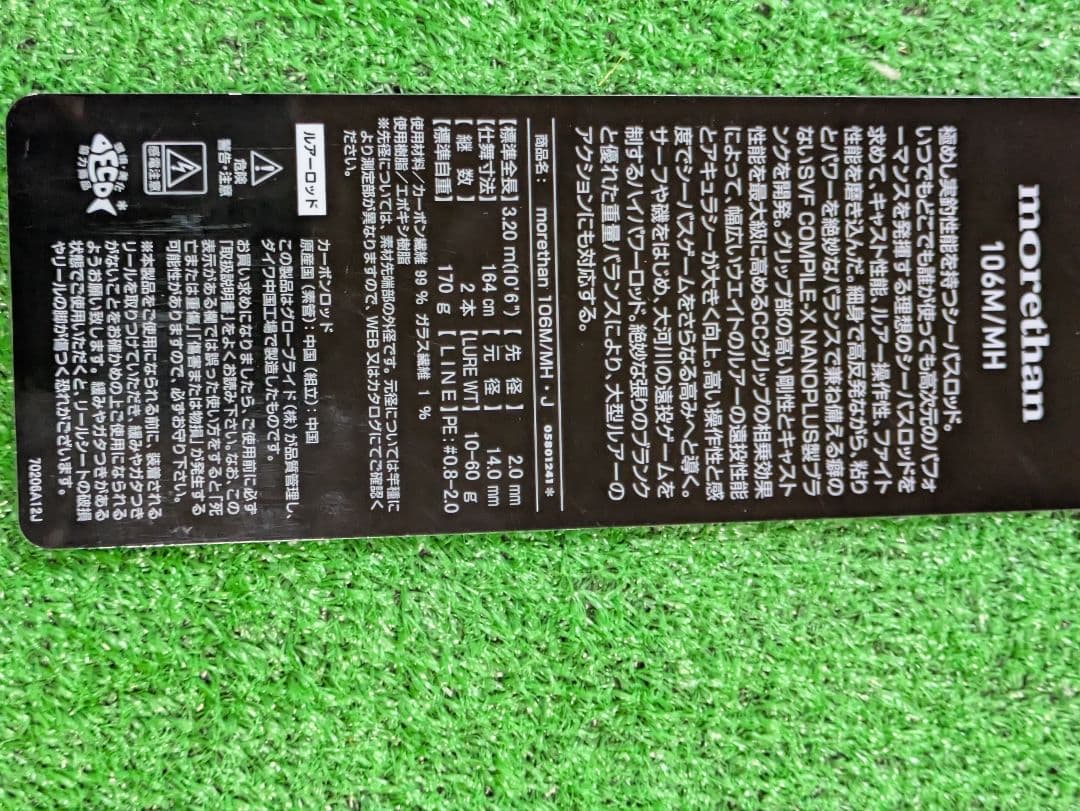 morethan
106M/MH
極めし実釣性能を持つシーバスロッド。
いつでもどこでも誰が使っても高次元のパフォ
ーマンスを発揮する理想のシーバスロッドを
求めて、キャスト性能、ルアー操作性、ファイト
性能を磨き込んだ。細身で高反発ながら、粘り
とパワーを絶妙なバランスで兼ね備える癖の
ないSVF COMPILE-X NANOPLUS製ブラ
ンクを開発。グリップ部の高い剛性とキャスト
性能を最大級に高めるCCグリップの相乗効果
によって、幅広いウエイトのルアーの遠投性能
とアキュラシーが大きく向上。高い操作性と感
度でシーバスゲームをさらなる高みへと導く。
サーフや磯をはじめ、大河川の遠投ゲームを
制するハイパワーロッド。絶妙な張りのブランク
と優れた重量バランスにより、大型ルアーの
アクションにも対応する。
商品名: morethan 106M/MH・J 05801241*
【標準全長】3.20 m(10'6") 【先径】 2.0 mm
【仕舞寸法】 164 cm 【元径】 14.0 mm
【継数】 2 本 【LURE WT】 10-60 g
【標準自重】 170 g 【LINE】PE:#0.8-2.0
使用材料/カーボン繊維 99 % ガラス繊維 1 %
使用樹脂/エポキシ樹脂
※先径については、素材先端部の外径です。元径については竿種に
より測定部が異なりますので、WEB 又はカタログにてご確認く
ださい。
ルアーロッド
カーボンロッド
原産国(素管):中国 (組立):中国
この製品はグローブライド(株)が品質管理し、
ダイワ中国工場で製造したものです。
危険
警告・注意
お買い求めになりましたら、ご使用前に必ず
「取扱説明書」をよくお読み下さい。なお、この
表示がある欄では誤った使い方をすると「死
亡または重傷」「傷害または物損」が発生する
可能性がありますので、必ずお守り下さい。
感電注意
※本製品をご使用になられる前に、装着される
リールを取りつけていただき、緩みやガタつき
がないことをお確かめの上ご使用になられる
ようお願い致します。緩みやガタつきがある
状態でご使用いただくと、リールシートの破損
やリールの脚が傷つく恐れがございます。
ECO
70200A12J